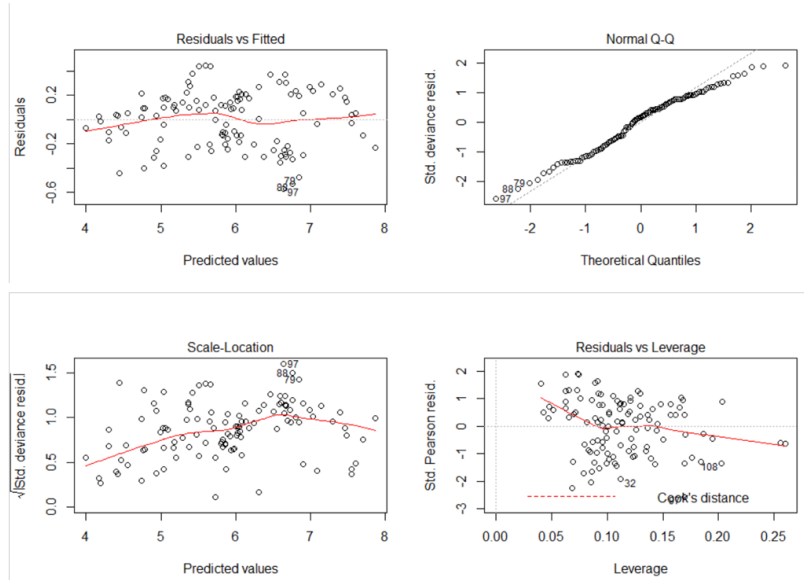 Residuals vs Fitted
Residuals
0.2
-0.2
-0.6
78
88
97
4 5 6 7 8
Predicted values
Normal Q-Q
Std. deviance resid.
2
1
0
-1
-2
79
88
97
-2 -1 0 1 2
Theoretical Quantiles
Scale-Location
√|Std. deviance resid.|
1.5
1.0
0.5
0.0
97
88
79
4 5 6 7 8
Predicted values
Residuals vs Leverage
Std. Pearson resid.
2
1
0
-1
-2
-3
32
108
Cook's distance
0.00 0.05 0.10 0.15 0.20 0.25
Leverage